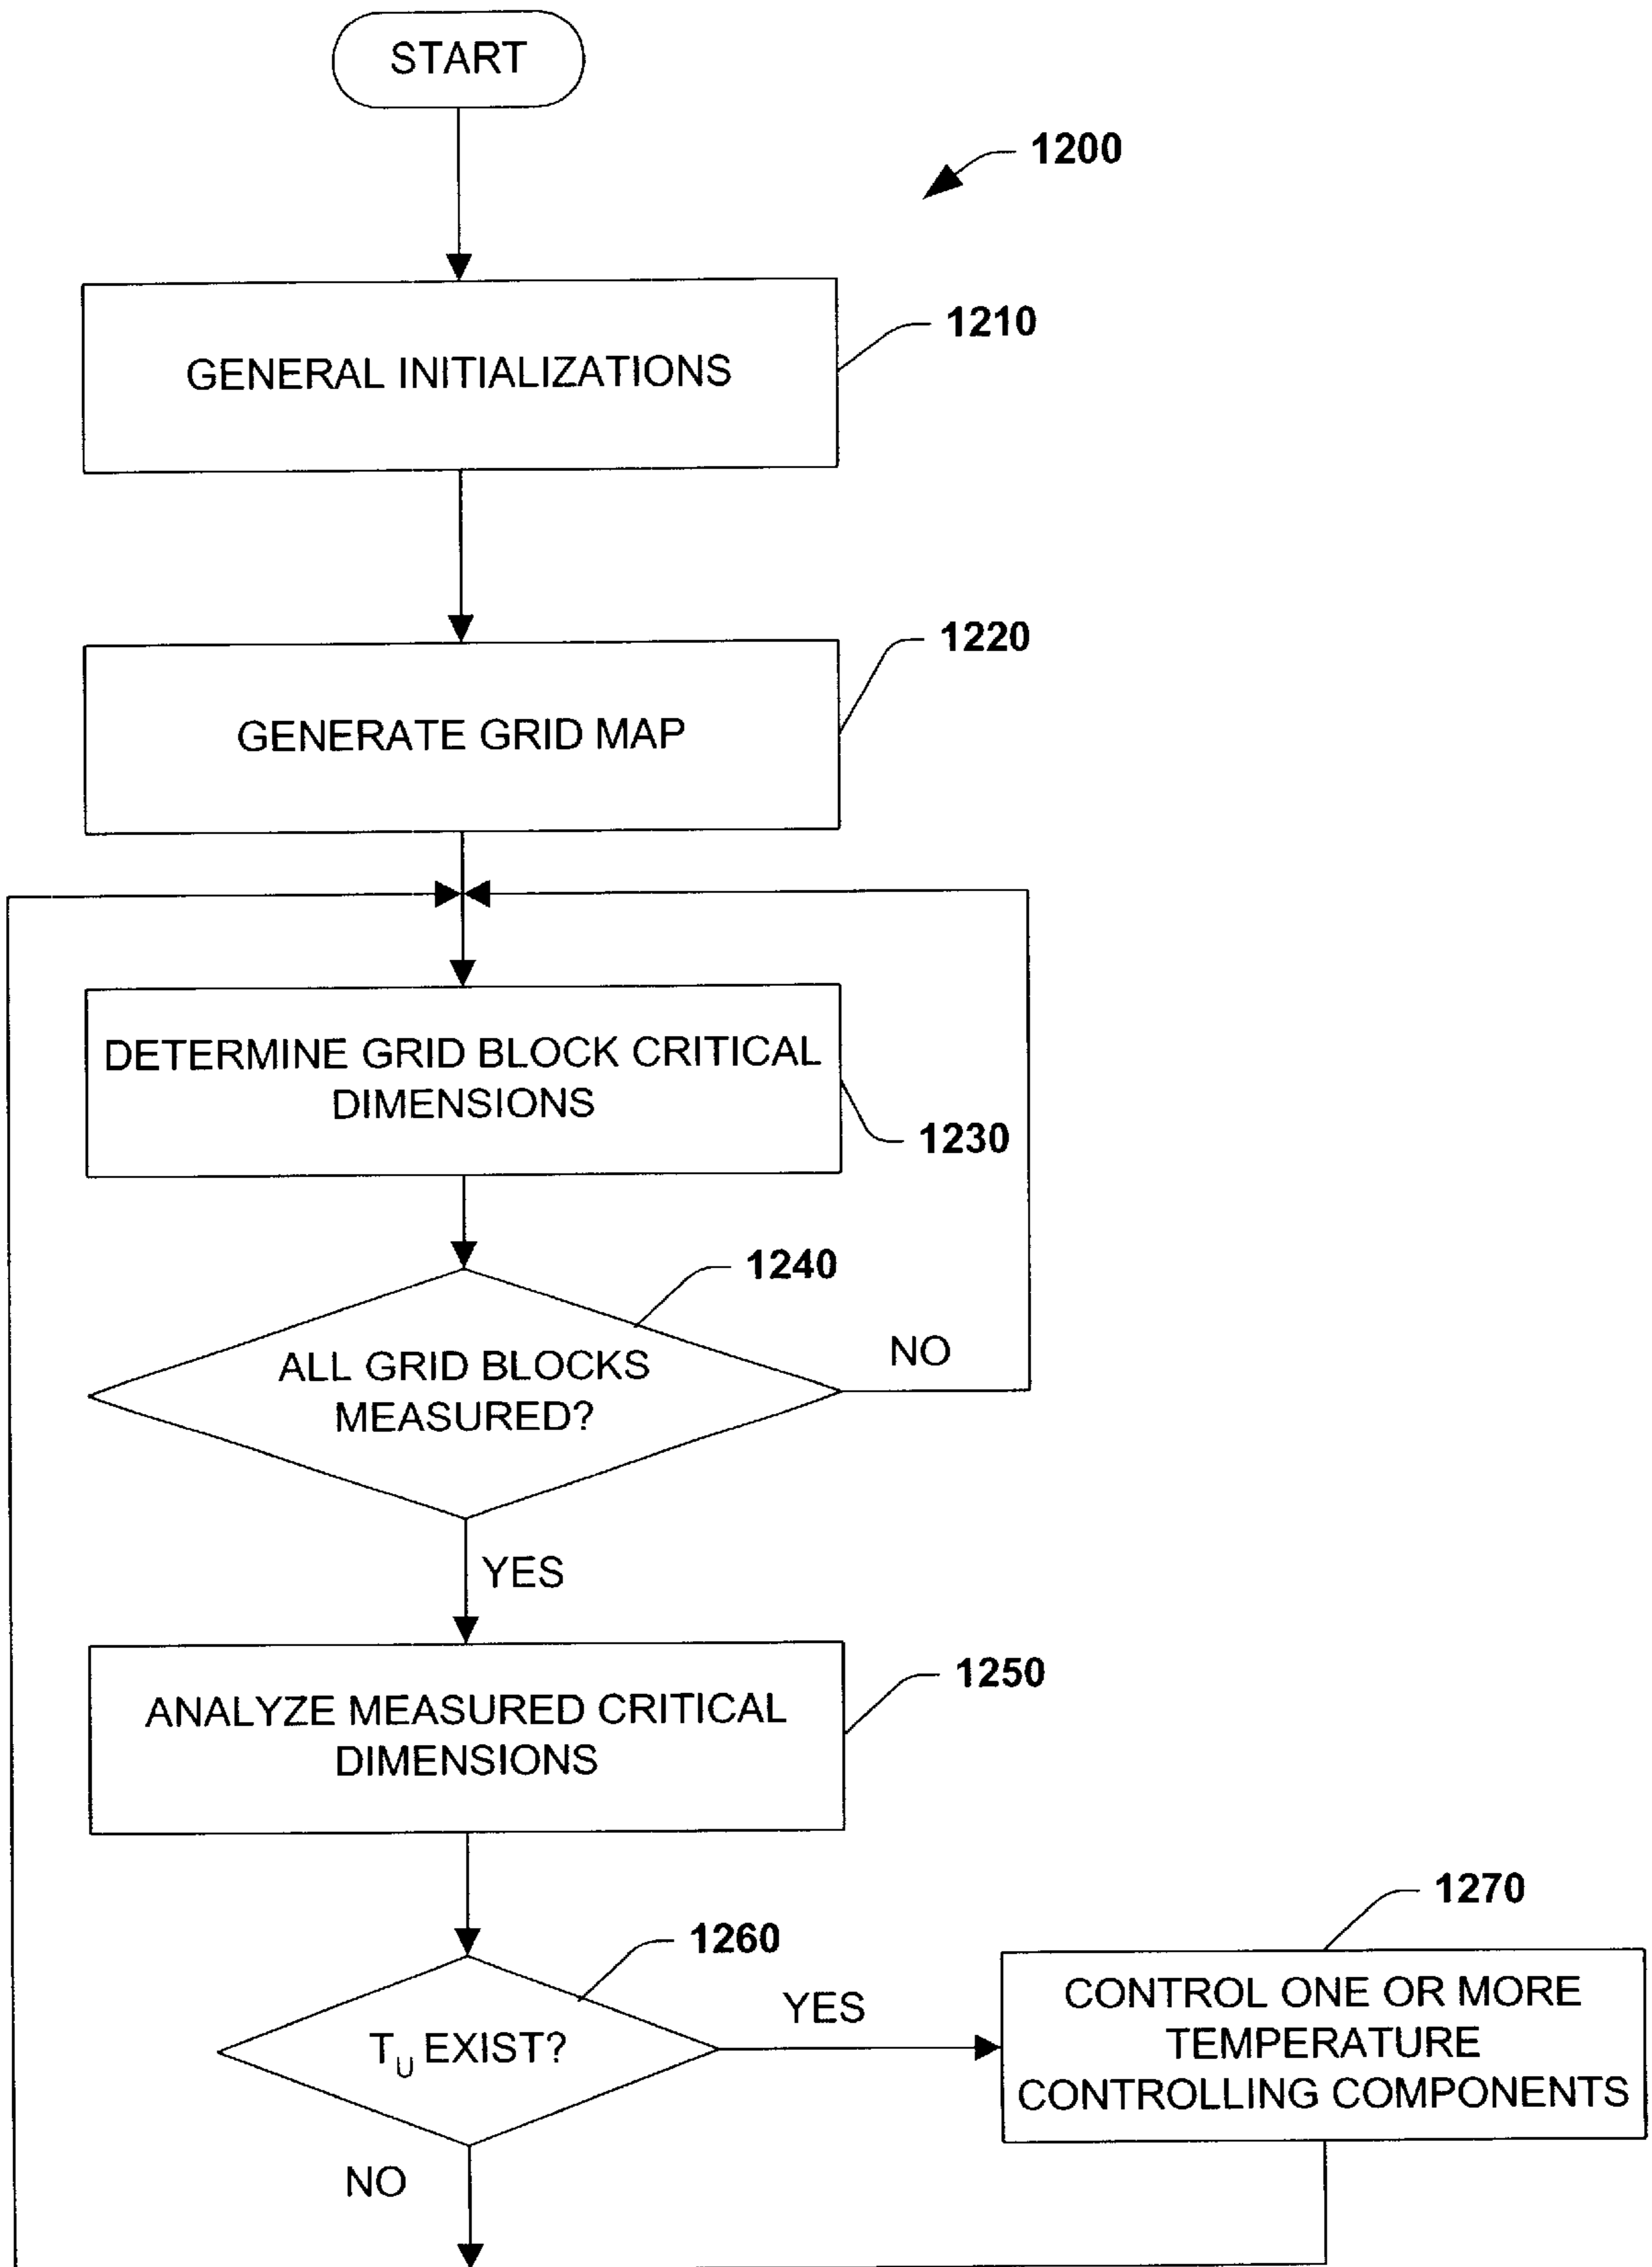 START
1200
1210
GENERAL INITIALIZATIONS
1220
GENERATE GRID MAP
DETERMINE GRID BLOCK CRITICAL
DIMENSIONS
1230
1240
ALL GRID BLOCKS
MEASURED?
NO
YES
1250
ANALYZE MEASURED CRITICAL
DIMENSIONS
1260
1270
T_U EXIST?
YES
CONTROL ONE OR MORE
TEMPERATURE
CONTROLLING COMPONENTS
NO